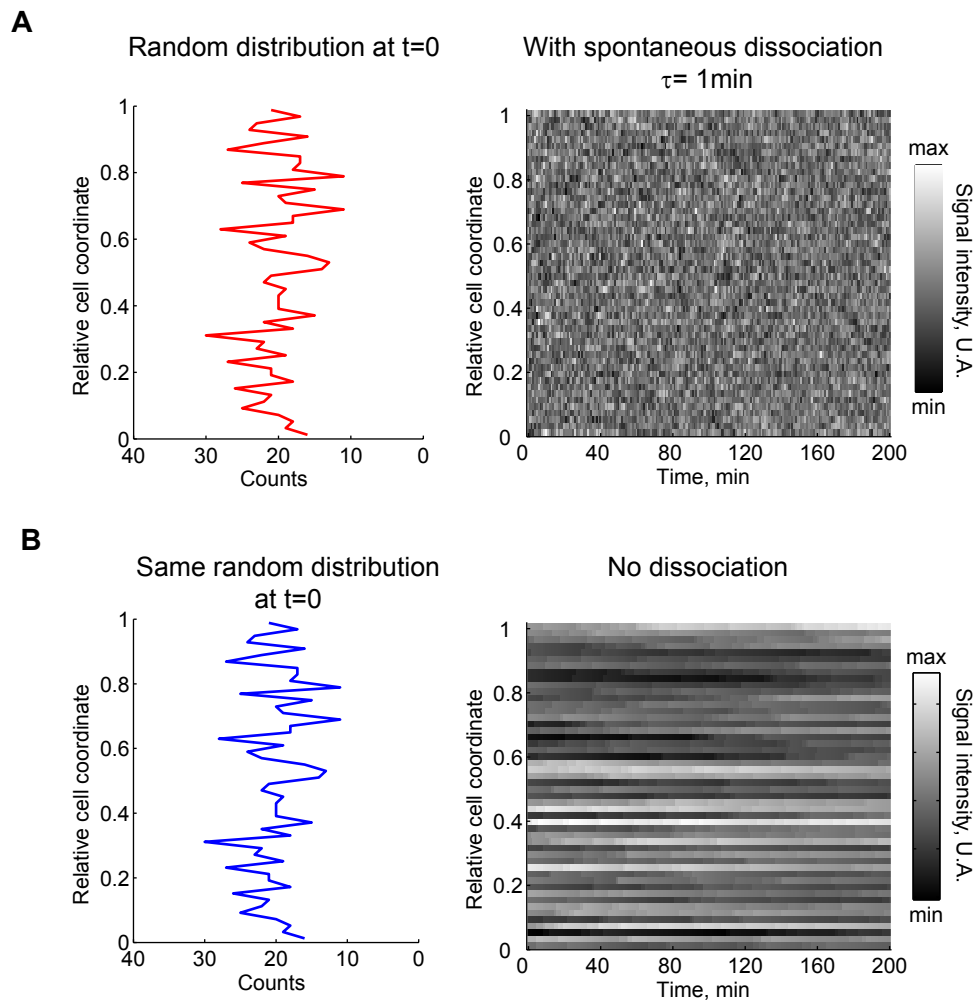 A
Random distribution at t=0
With spontaneous dissociation
τ= 1min
Relative cell coordinate
1
0.8
0.6
0.4
0.2
0
40
30
20
10
0
Counts
Relative cell coordinate
1
0.8
0.6
0.4
0.2
0
0
40
80
120
160
200
Time, min
max
min
Signal intensity, U.A.
B
Same random distribution
at t=0
No dissociation
Relative cell coordinate
1
0.8
0.6
0.4
0.2
0
40
30
20
10
0
Counts
Relative cell coordinate
1
0.8
0.6
0.4
0.2
0
0
40
80
120
160
200
Time, min
max
min
Signal intensity, U.A.